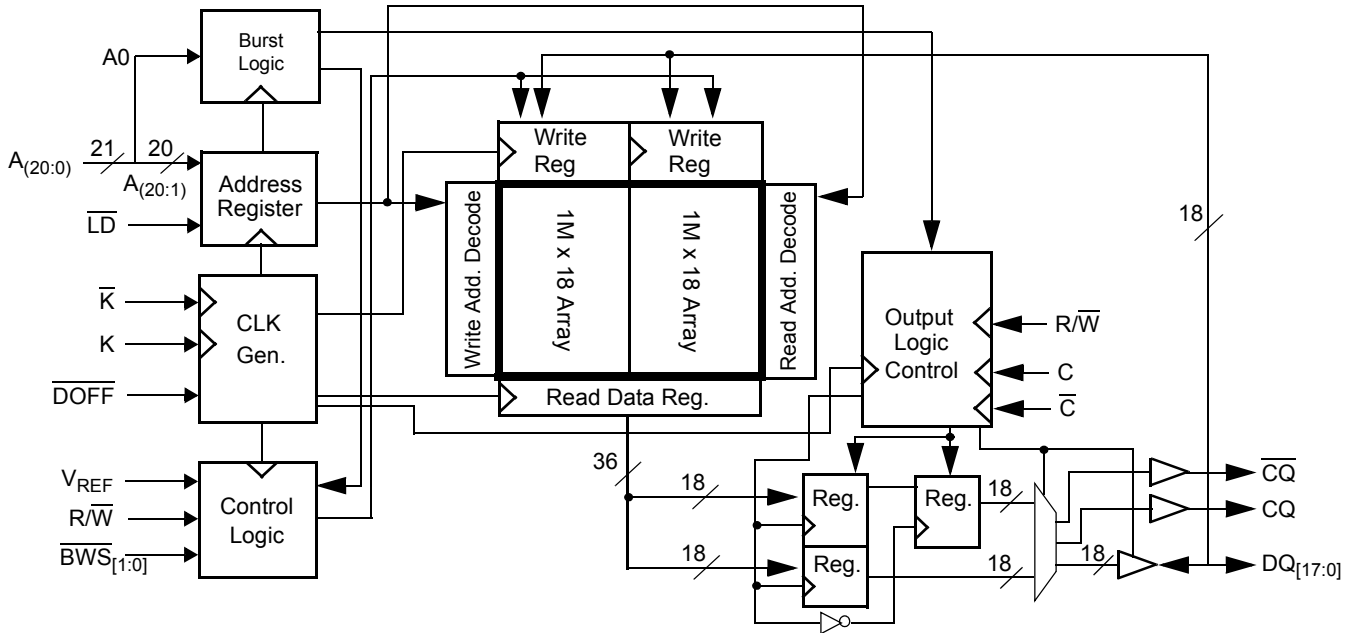 Burst
Logic
A0
21
20
A(20:0)
A(20:1)
Address
Register
LD
K
K
CLK
Gen.
DOFF
VREF
R/W
BWS[1:0]
Control
Logic
Write
Reg
Write
Reg
Write Add. Decode
1M x 18 Array
1M x 18 Array
Read Add. Decode
Read Data Reg.
36
18
18
Output
Logic
Control
R/W
C
C
18
Reg.
Reg.
Reg.
18
18
18
CQ
CQ
DQ[17:0]